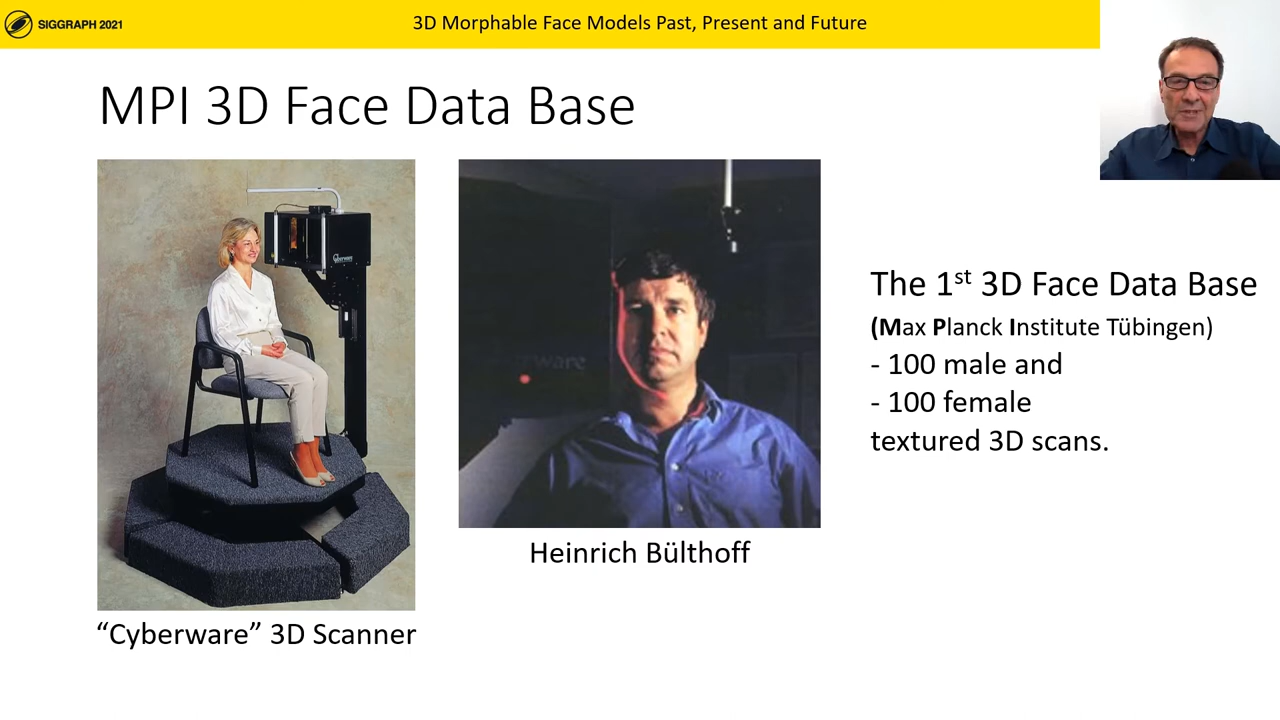 SIGGRAPH 2021
3D Morphable Face Models Past, Present and Future
MPI 3D Face Data Base
Cyberware
ware
“Cyberware” 3D Scanner
Heinrich Bülthoff
The 1st 3D Face Data Base
(Max Planck Institute Tübingen)
- 100 male and
- 100 female
textured 3D scans.